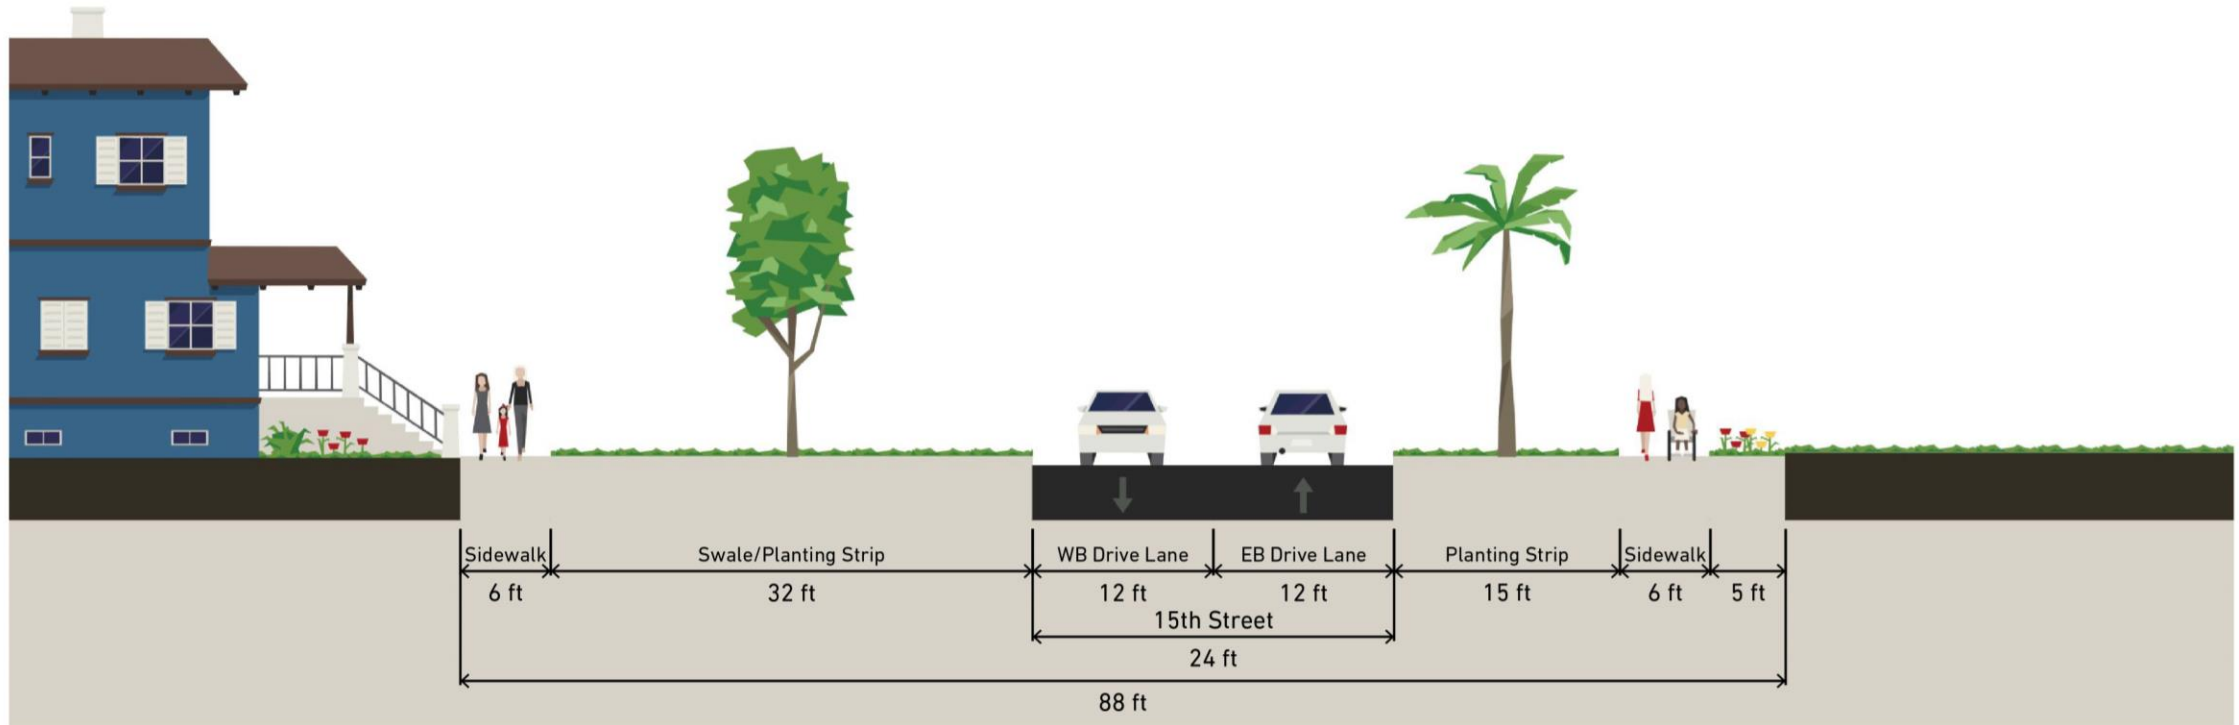 Sidewalk
6 ft
Swale/Planting Strip
32 ft
WB Drive Lane
12 ft
EB Drive Lane
12 ft
Planting Strip
15 ft
Sidewalk
6 ft
5 ft
15th Street
24 ft
88 ft